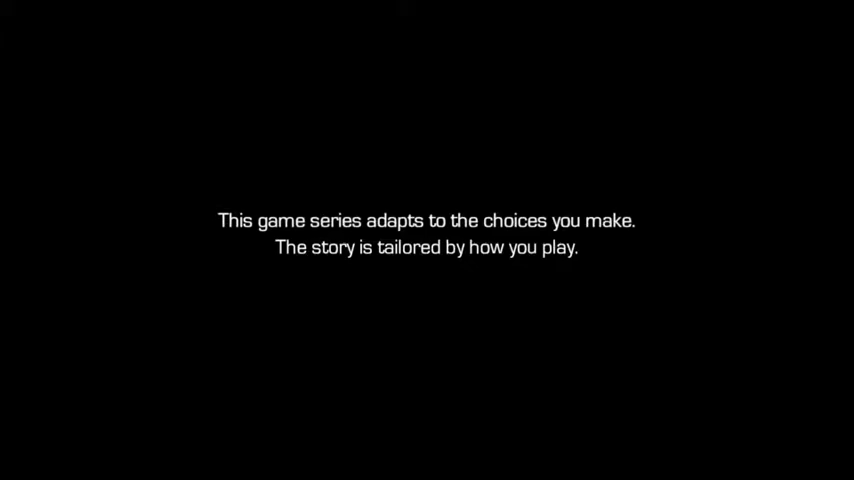 This game series adapts to the choices you make.
The story is tailored by how you play.